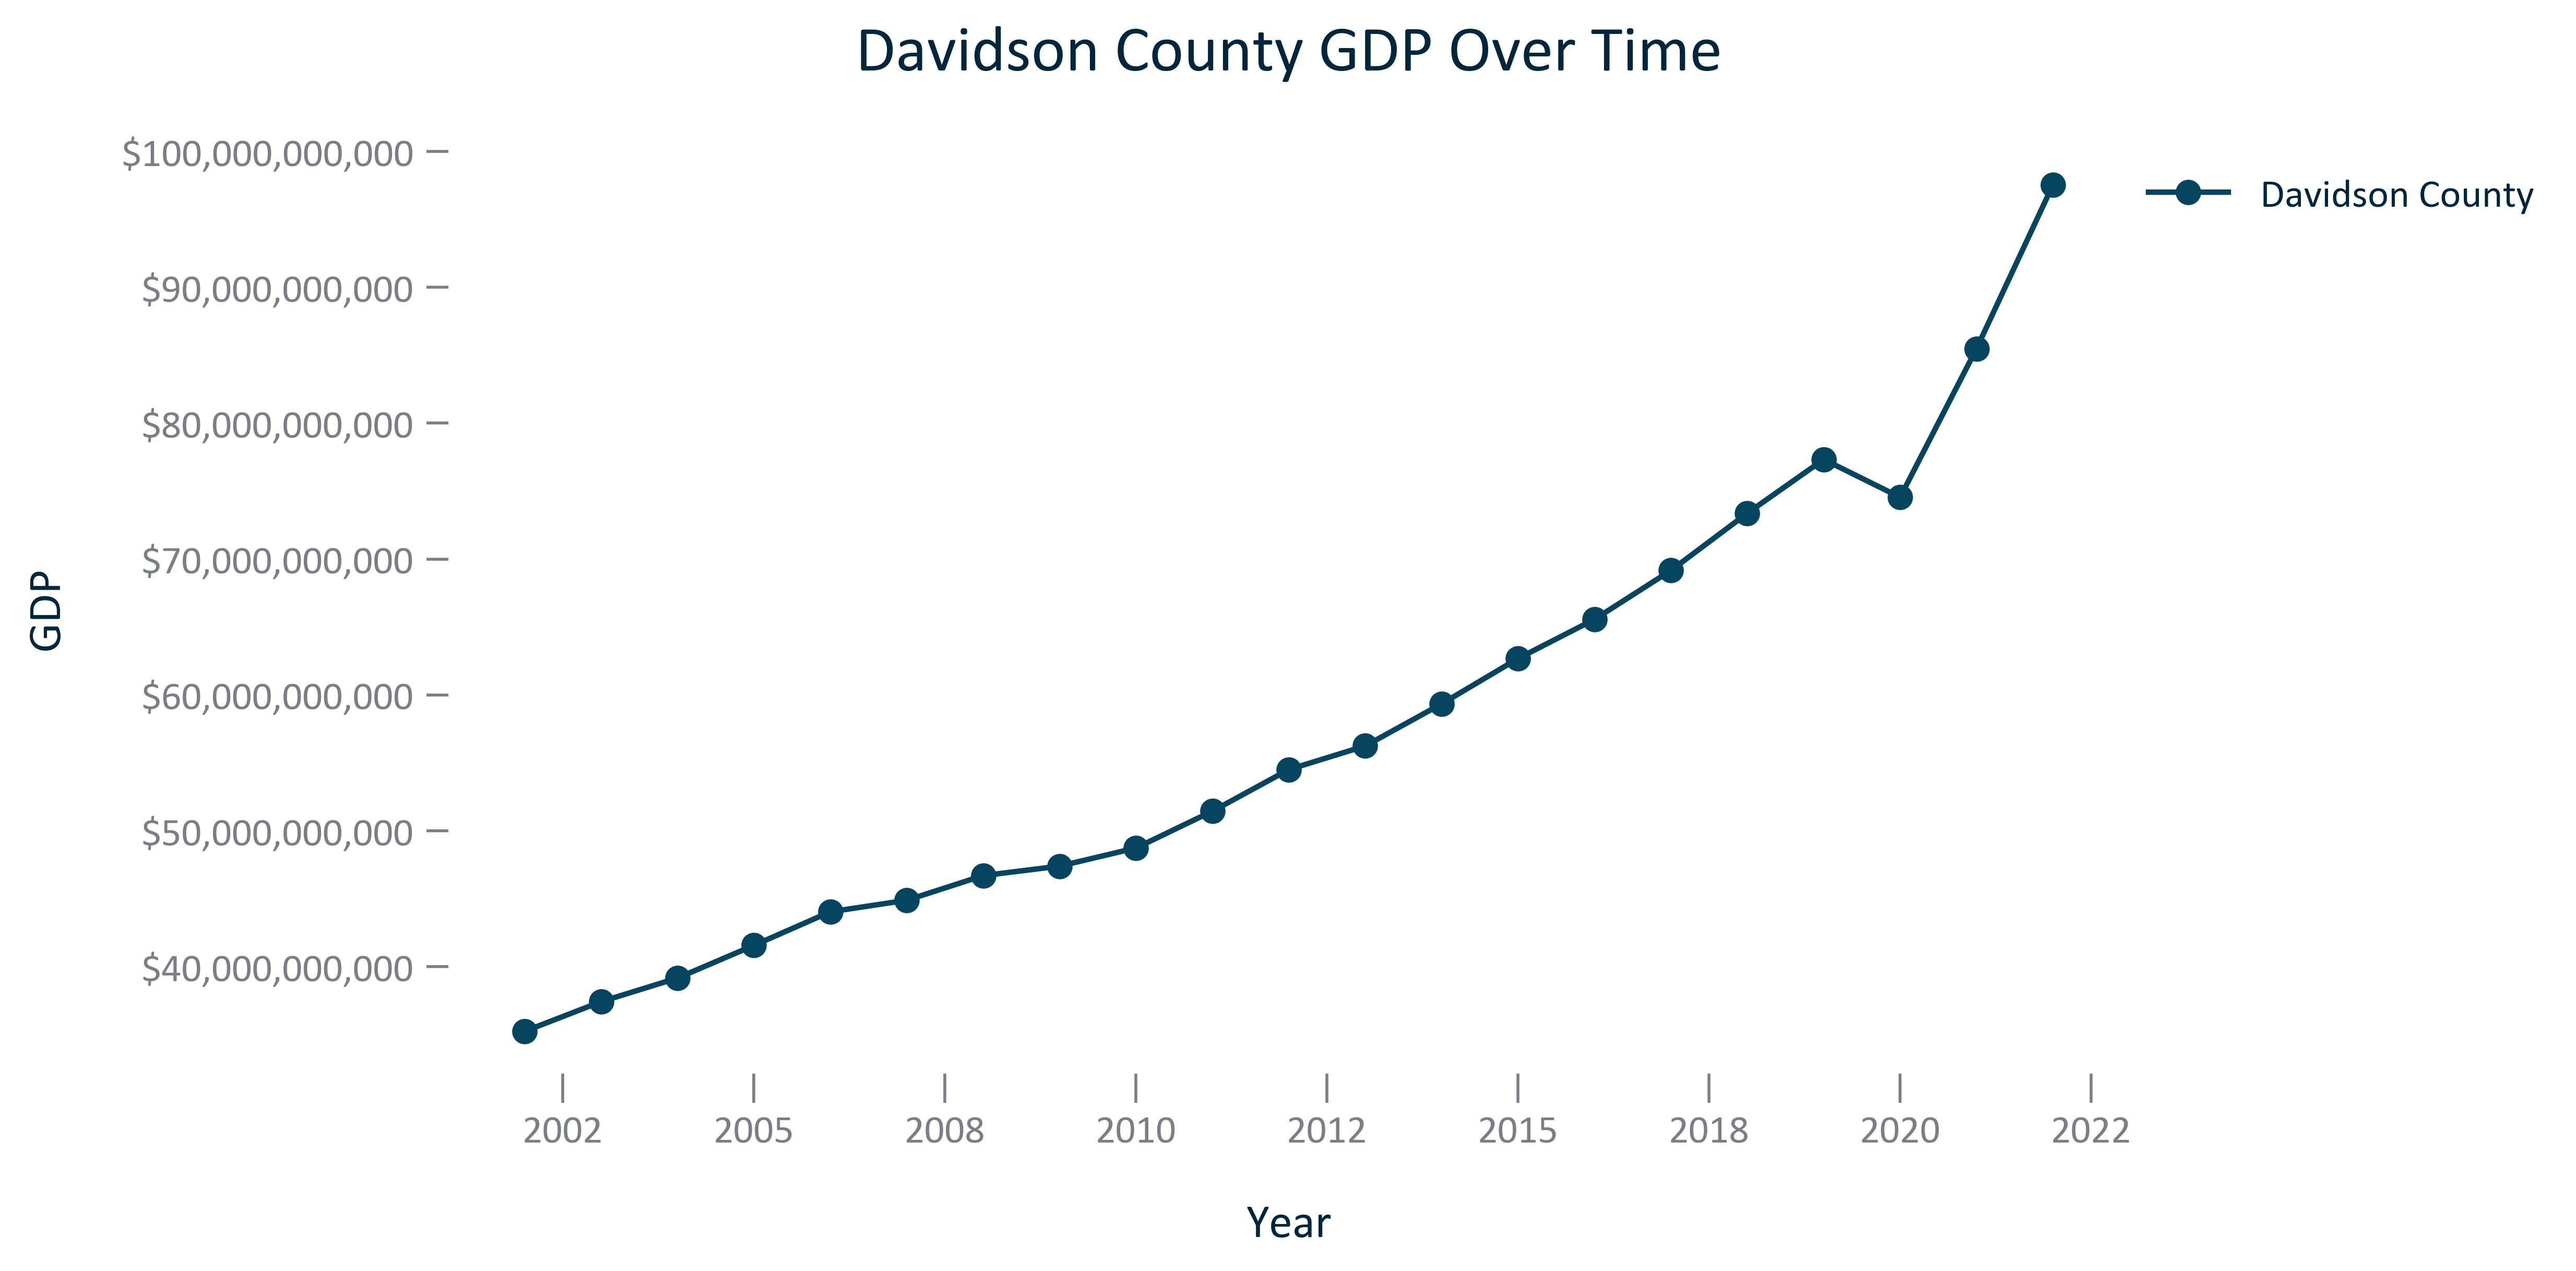 Davidson County GDP Over Time
$100,000,000,000
$90,000,000,000
$80,000,000,000
$70,000,000,000
$60,000,000,000
$50,000,000,000
$40,000,000,000
GDP
Davidson County
2002 2005 2008 2010 2012 2015 2018 2020 2022
Year